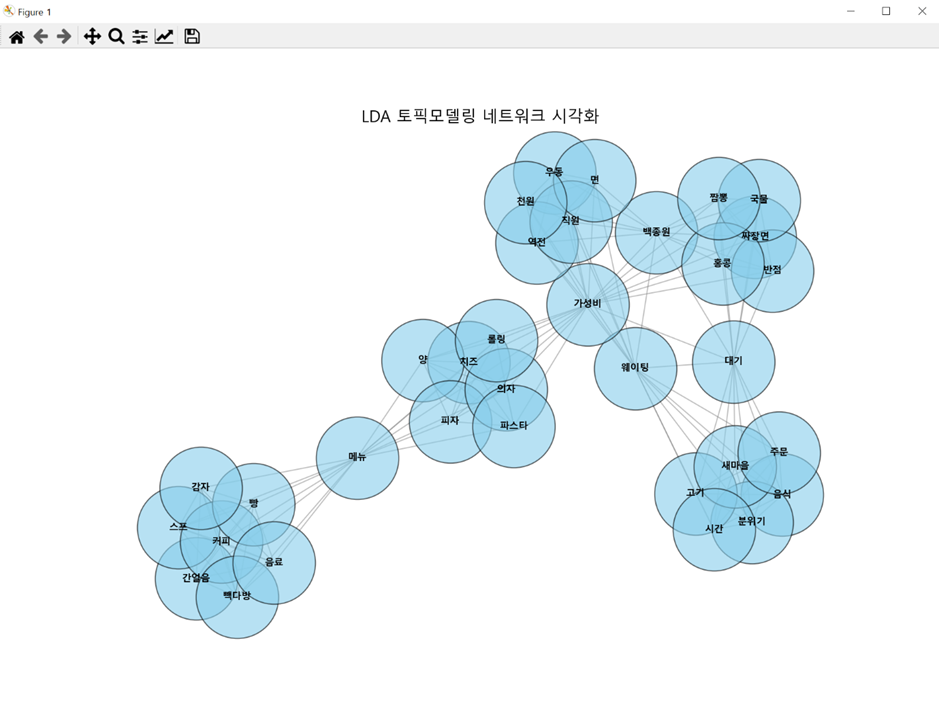 Figure 1
LDA 토픽모델링 네트워크 시각화
우동
면
천원
직원
역전
백종원
짬뽕
국물
짜장면
홍콩
반점
가성비
롤링
양
치즈
의자
피자
파스타
웨이팅
대기
메뉴
새마을
주문
고기
음식
분위기
시간
감자
빵
스포
커피
간얼음
음료
빽다방